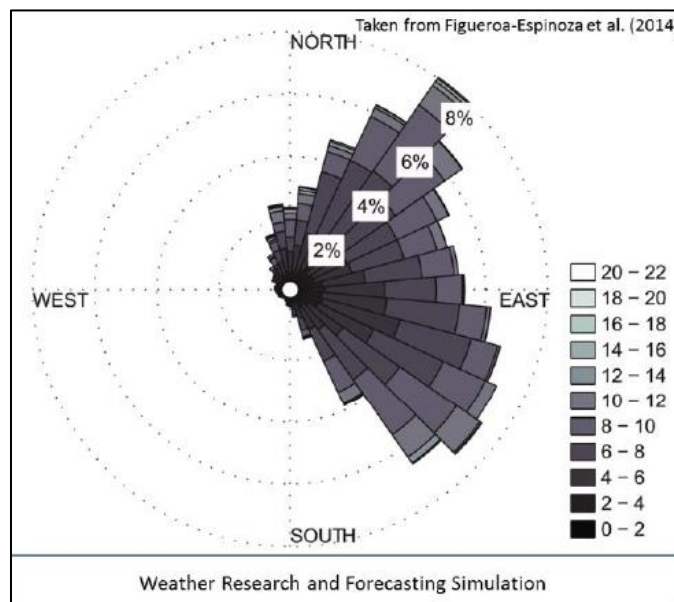 Taken from Figueroa-Espinoza et al. (2014
NORTH
8%
6%
4%
2%
WEST
EAST
SOUTH
20 – 22
18 – 20
16 – 18
14 – 16
12 – 14
10 – 12
8 – 10
6 – 8
4 – 6
2 – 4
0 – 2
Weather Research and Forecasting Simulation